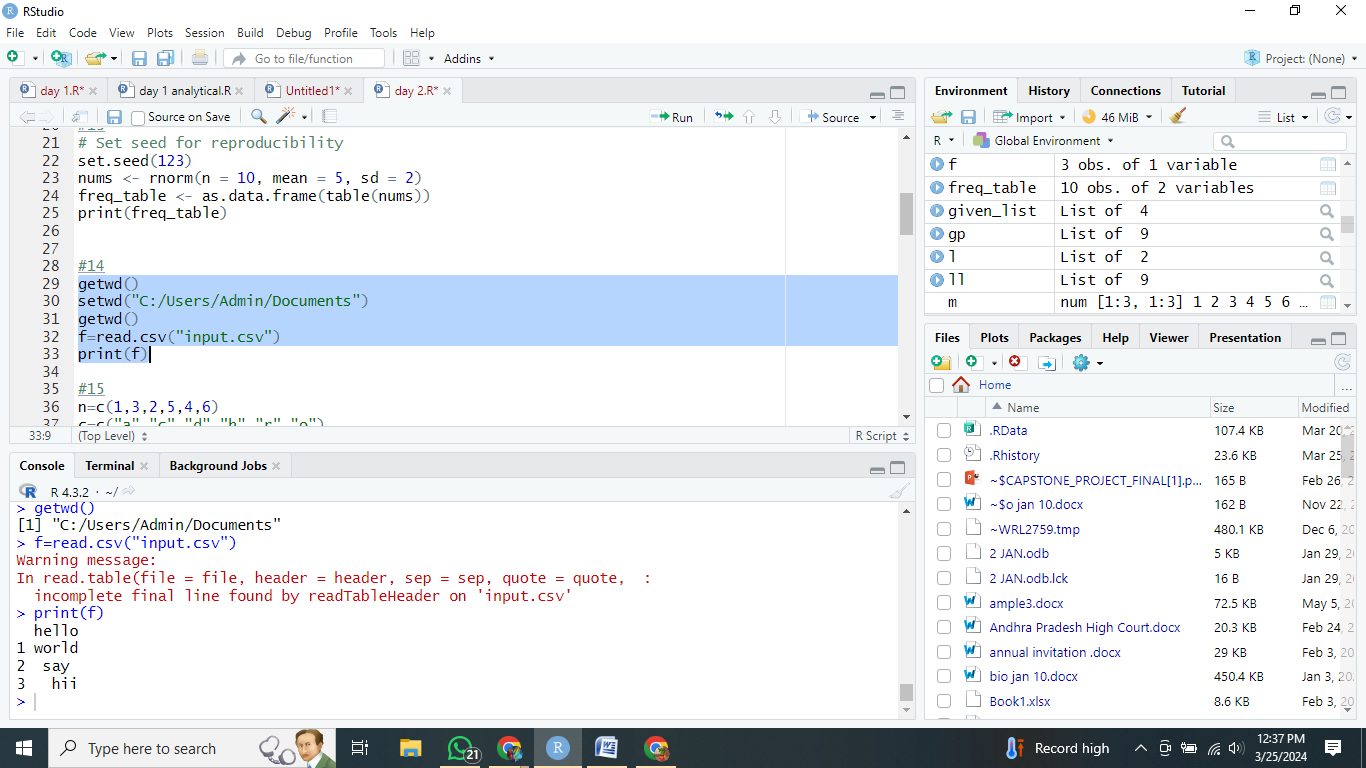 RStudio
File Edit Code View Plots Session Build Debug Profile Tools Help
Go to file/function Addins Project: (None)
day 1.R* day 1 analytical.R Untitled1* day 2.R*
Source on Save Run Source
20 #13
21 # Set seed for reproducibility
22 set.seed(123)
23 nums <- rnorm(n = 10, mean = 5, sd = 2)
24 freq_table <- as.data.frame(table(nums))
25 print(freq_table)
26
27
28 #14
29 getwd()
30 setwd("C:/Users/Admin/Documents")
31 getwd()
32 f=read.csv("input.csv")
33 print(f)
34
35 #15
36 n=c(1,3,2,5,4,6)
37 c=c("a","c","d","h","r","o")
33:9 (Top Level) R Script
Console Terminal Background Jobs
R 4.3.2 · ~/
> getwd()
[1] "C:/Users/Admin/Documents"
> f=read.csv("input.csv")
Warning message:
In read.table(file = file, header = header, sep = sep, quote = quote,  :
  incomplete final line found by readTableHeader on 'input.csv'
> print(f)
  hello
1 world
2   say
3   hii
>
Environment History Connections Tutorial
Import 46 MiB List
R Global Environment
f 3 obs. of 1 variable
freq_table 10 obs. of 2 variables
given_list List of  4
gp List of  9
l List of  2
ll List of  9
m num [1:3, 1:3] 1 2 3 4 5 6 …
Files Plots Packages Help Viewer Presentation
Home ...
Name Size Modified
.RData 107.4 KB Mar 20, 2
.Rhistory 23.6 KB Mar 25, 2
~$CAPSTONE_PROJECT_FINAL[1].p... 165 B Feb 26, 2
~$o jan 10.docx 162 B Nov 22, 2
~WRL2759.tmp 480.1 KB Dec 6, 20
2 JAN.odb 5 KB Jan 29, 2
2 JAN.odb.lck 16 B Jan 29, 2
ample3.docx 72.5 KB May 5, 2
Andhra Pradesh High Court.docx 20.3 KB Feb 24, 2
annual invitation .docx 29 KB Feb 3, 20
bio jan 10.docx 450.4 KB Jan 3, 20
Book1.xlsx 8.6 KB Feb 3, 20
Type here to search 21 Record high 12:37 PM
3/25/2024